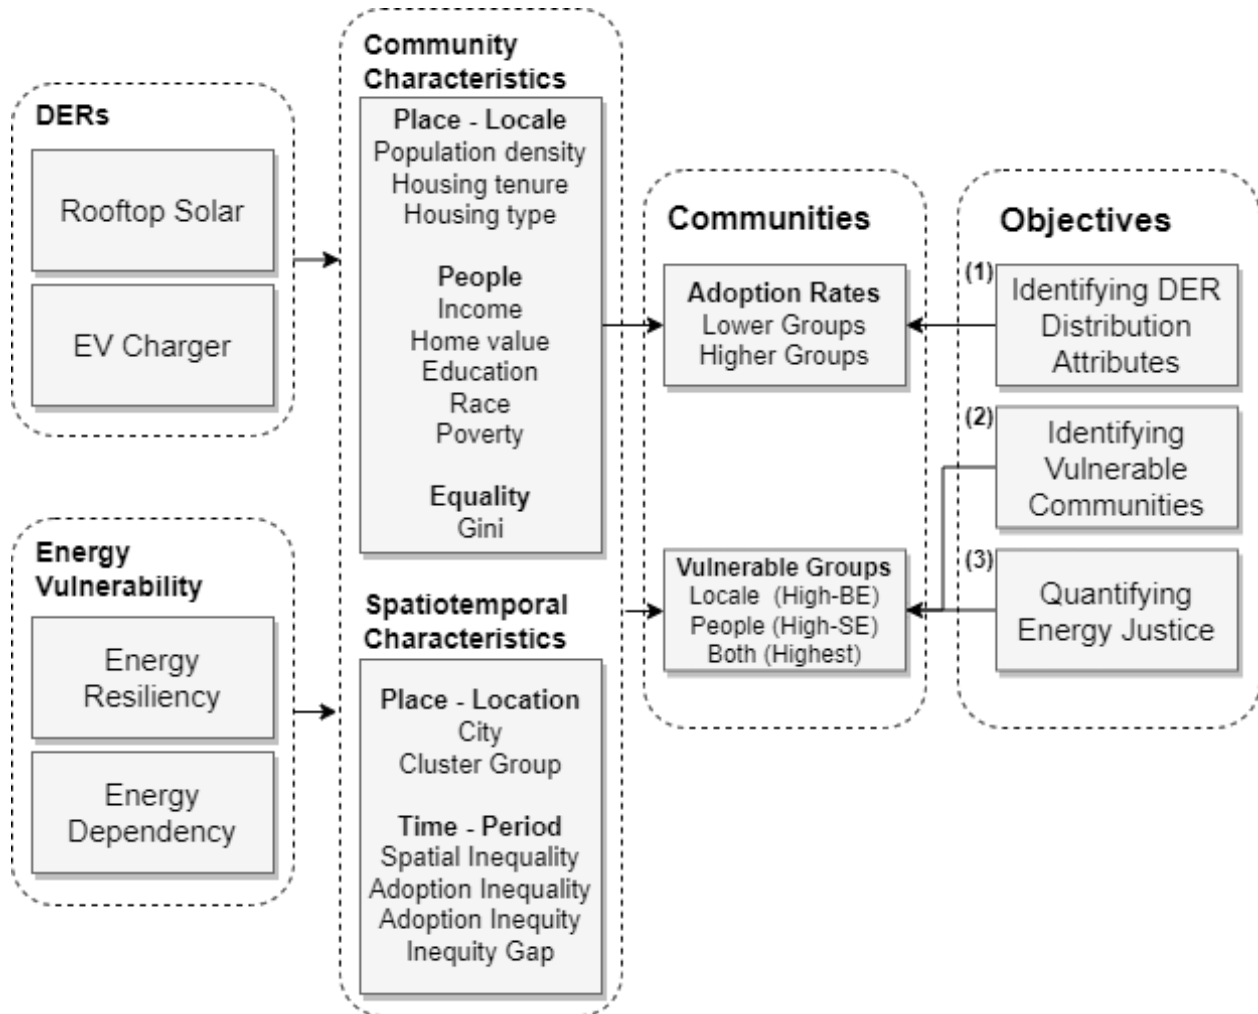 DERs
Rooftop Solar
EV Charger
Energy
Vulnerability
Energy
Resiliency
Energy
Dependency
Community
Characteristics
Place - Locale
Population density
Housing tenure
Housing type
People
Income
Home value
Education
Race
Poverty
Equality
Gini
Spatiotemporal
Characteristics
Place - Location
City
Cluster Group
Time - Period
Spatial Inequality
Adoption Inequality
Adoption Inequity
Inequity Gap
Communities
Adoption Rates
Lower Groups
Higher Groups
Vulnerable Groups
Locale (High-BE)
People (High-SE)
Both (Highest)
Objectives
(1)
Identifying DER
Distribution
Attributes
(2)
Identifying
Vulnerable
Communities
(3)
Quantifying
Energy Justice